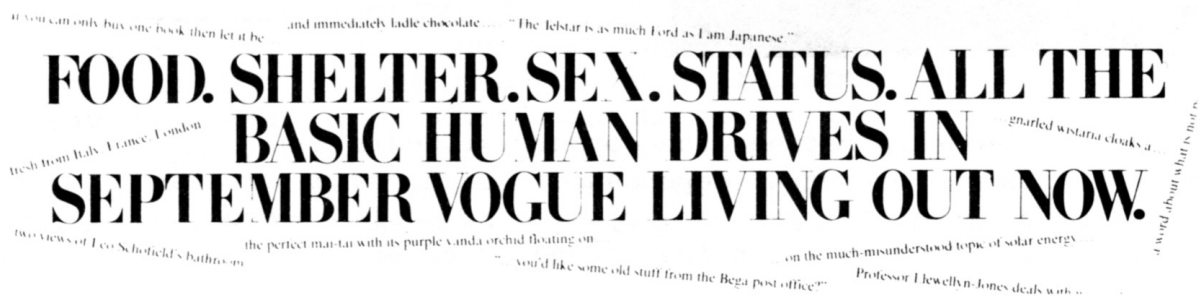 if you can only buy one book then let it be
and immediately ladle chocolate...
"The Telstar is as much Ford as I am Japanese."
FOOD. SHELTER. SEX. STATUS. ALL THE
BASIC HUMAN DRIVES IN
SEPTEMBER VOGUE LIVING OUT NOW.
fresh from Italy, France, London
gnarled wistaria cloaks a...
a word about what is not
two views of Leo Schofield's bathroom
the perfect mai-tai with its purple vanda orchid floating on...
"... you'd like some old stuff from the Bega post office?"
...on the much-misunderstood topic of solar energy...
Professor Llewellyn-Jones deals with